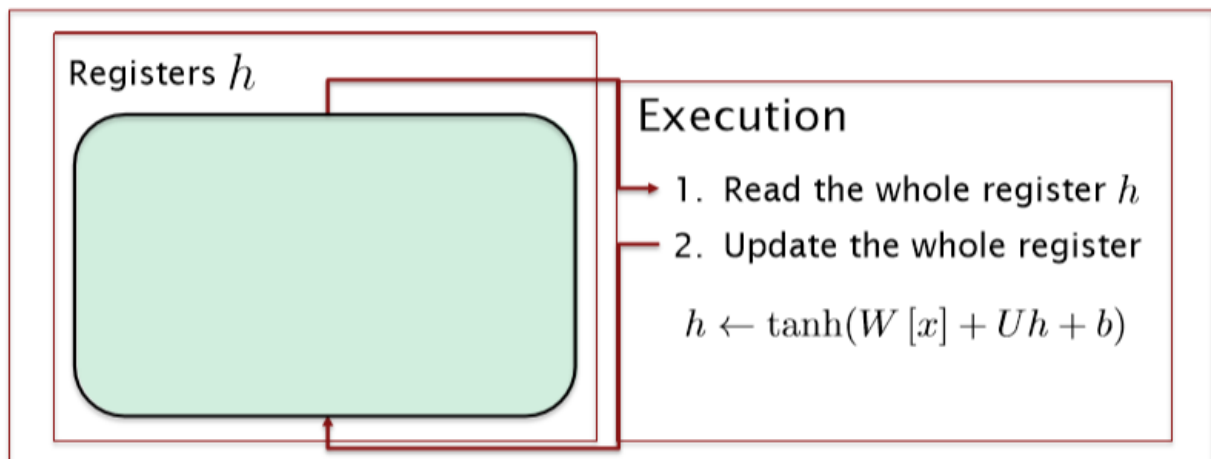 Registers h
Execution
1. Read the whole register h
2. Update the whole register
h ← tanh(W [x] + Uh + b)